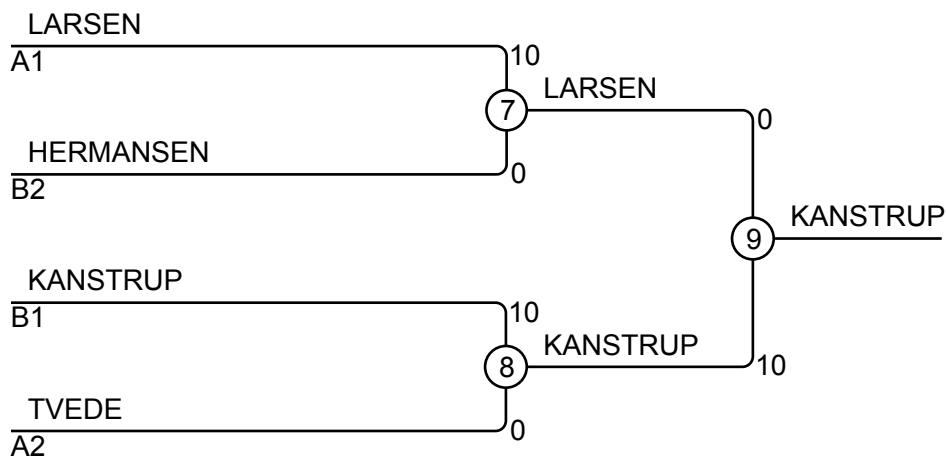 LARSEN
A1
10
7
LARSEN
0
HERMANSEN
B2
0
9
KANSTRUP
KANSTRUP
B1
10
8
KANSTRUP
10
TVEDE
A2
0